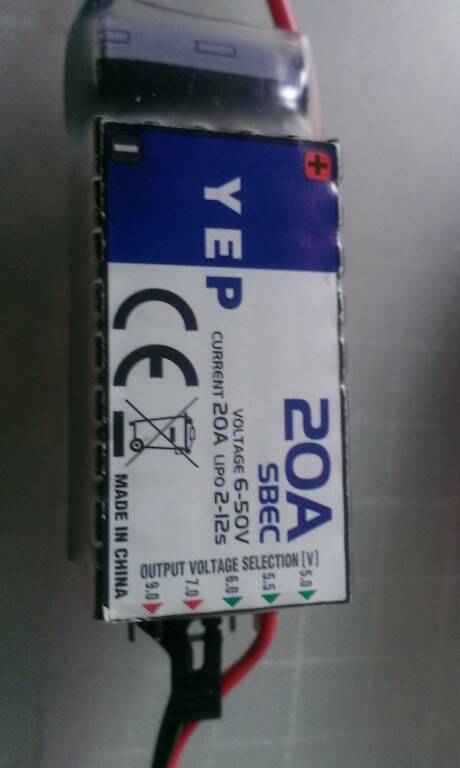 +
YEP
20A
SBEC
VOLTAGE 6-50V
CURRENT 20A LIPO 2-12s
CE
MADE IN CHINA
OUTPUT VOLTAGE SELECTION [V]
9.0 7.0 6.0 5.5 5.0